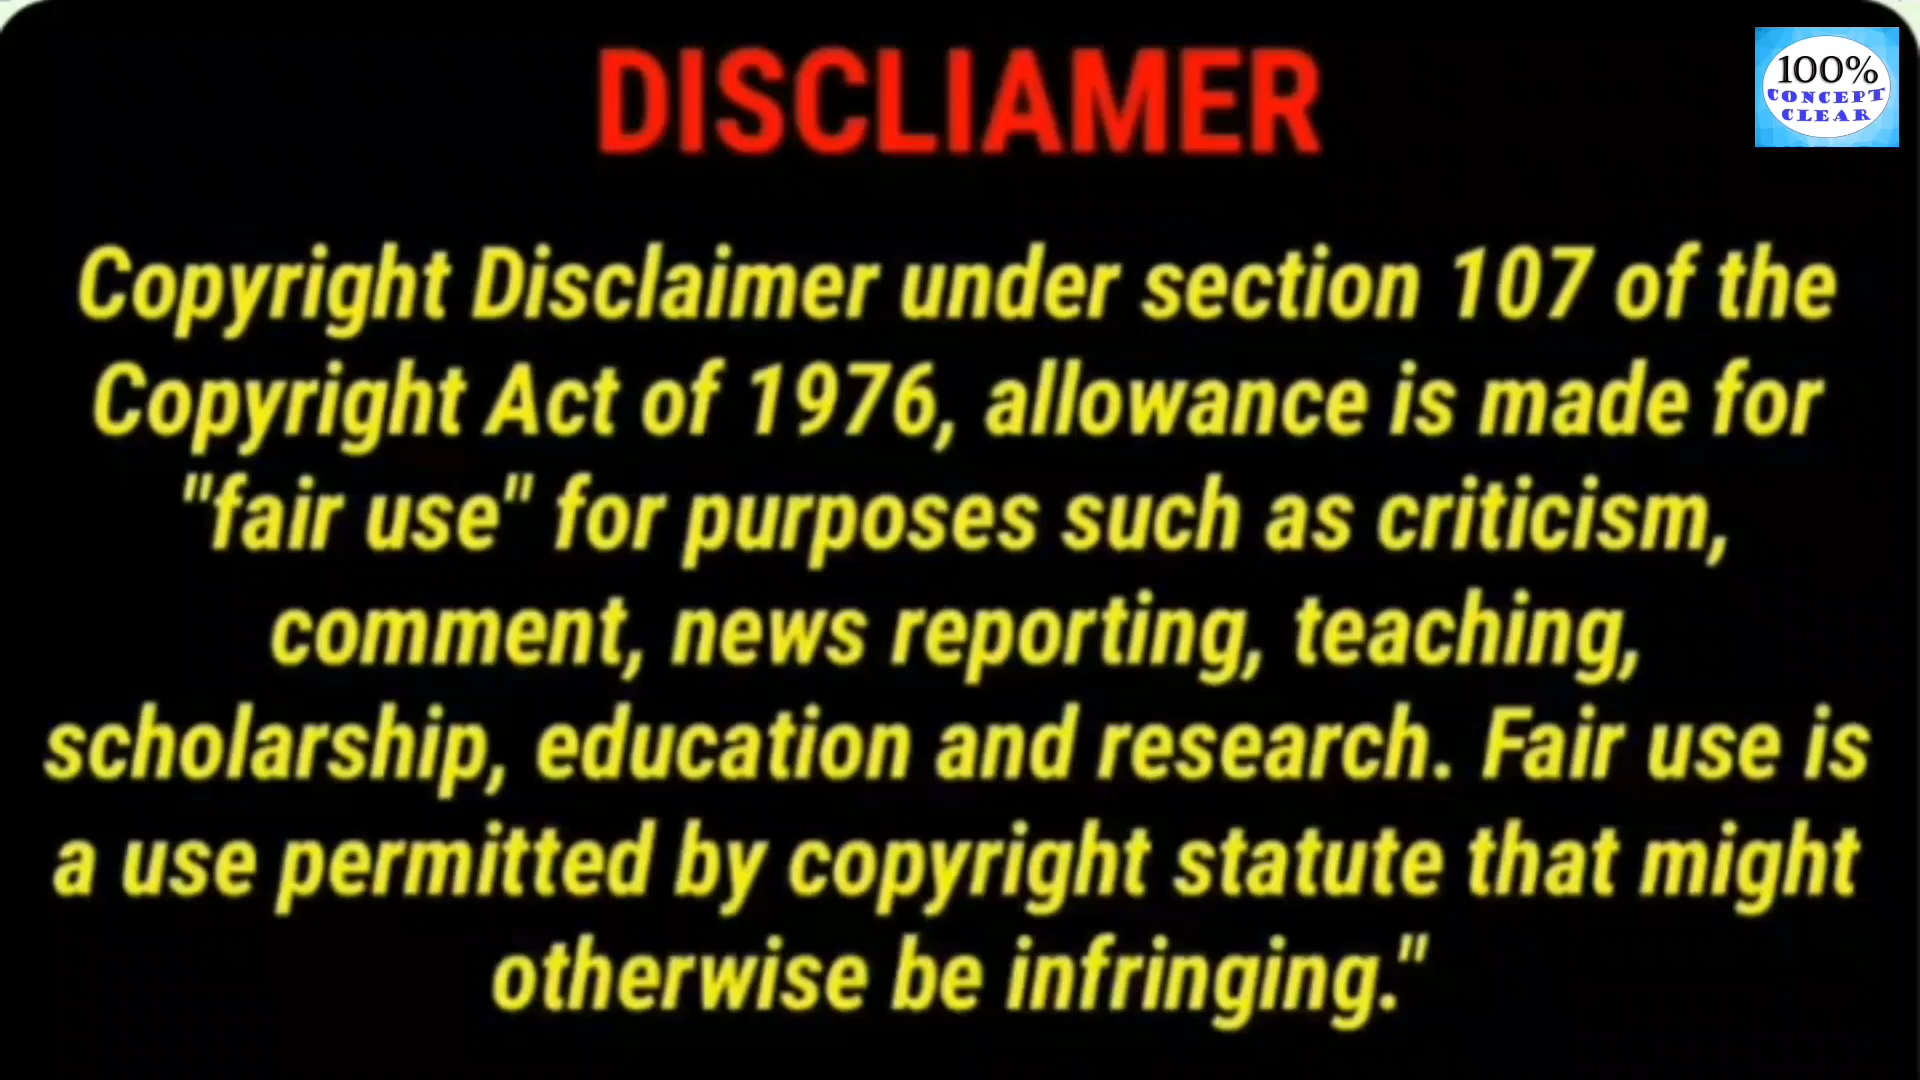 DISCLIAMER
100%
CONCEPT
CLEAR
Copyright Disclaimer under section 107 of the
Copyright Act of 1976, allowance is made for
"fair use" for purposes such as criticism,
comment, news reporting, teaching,
scholarship, education and research. Fair use is
a use permitted by copyright statute that might
otherwise be infringing."